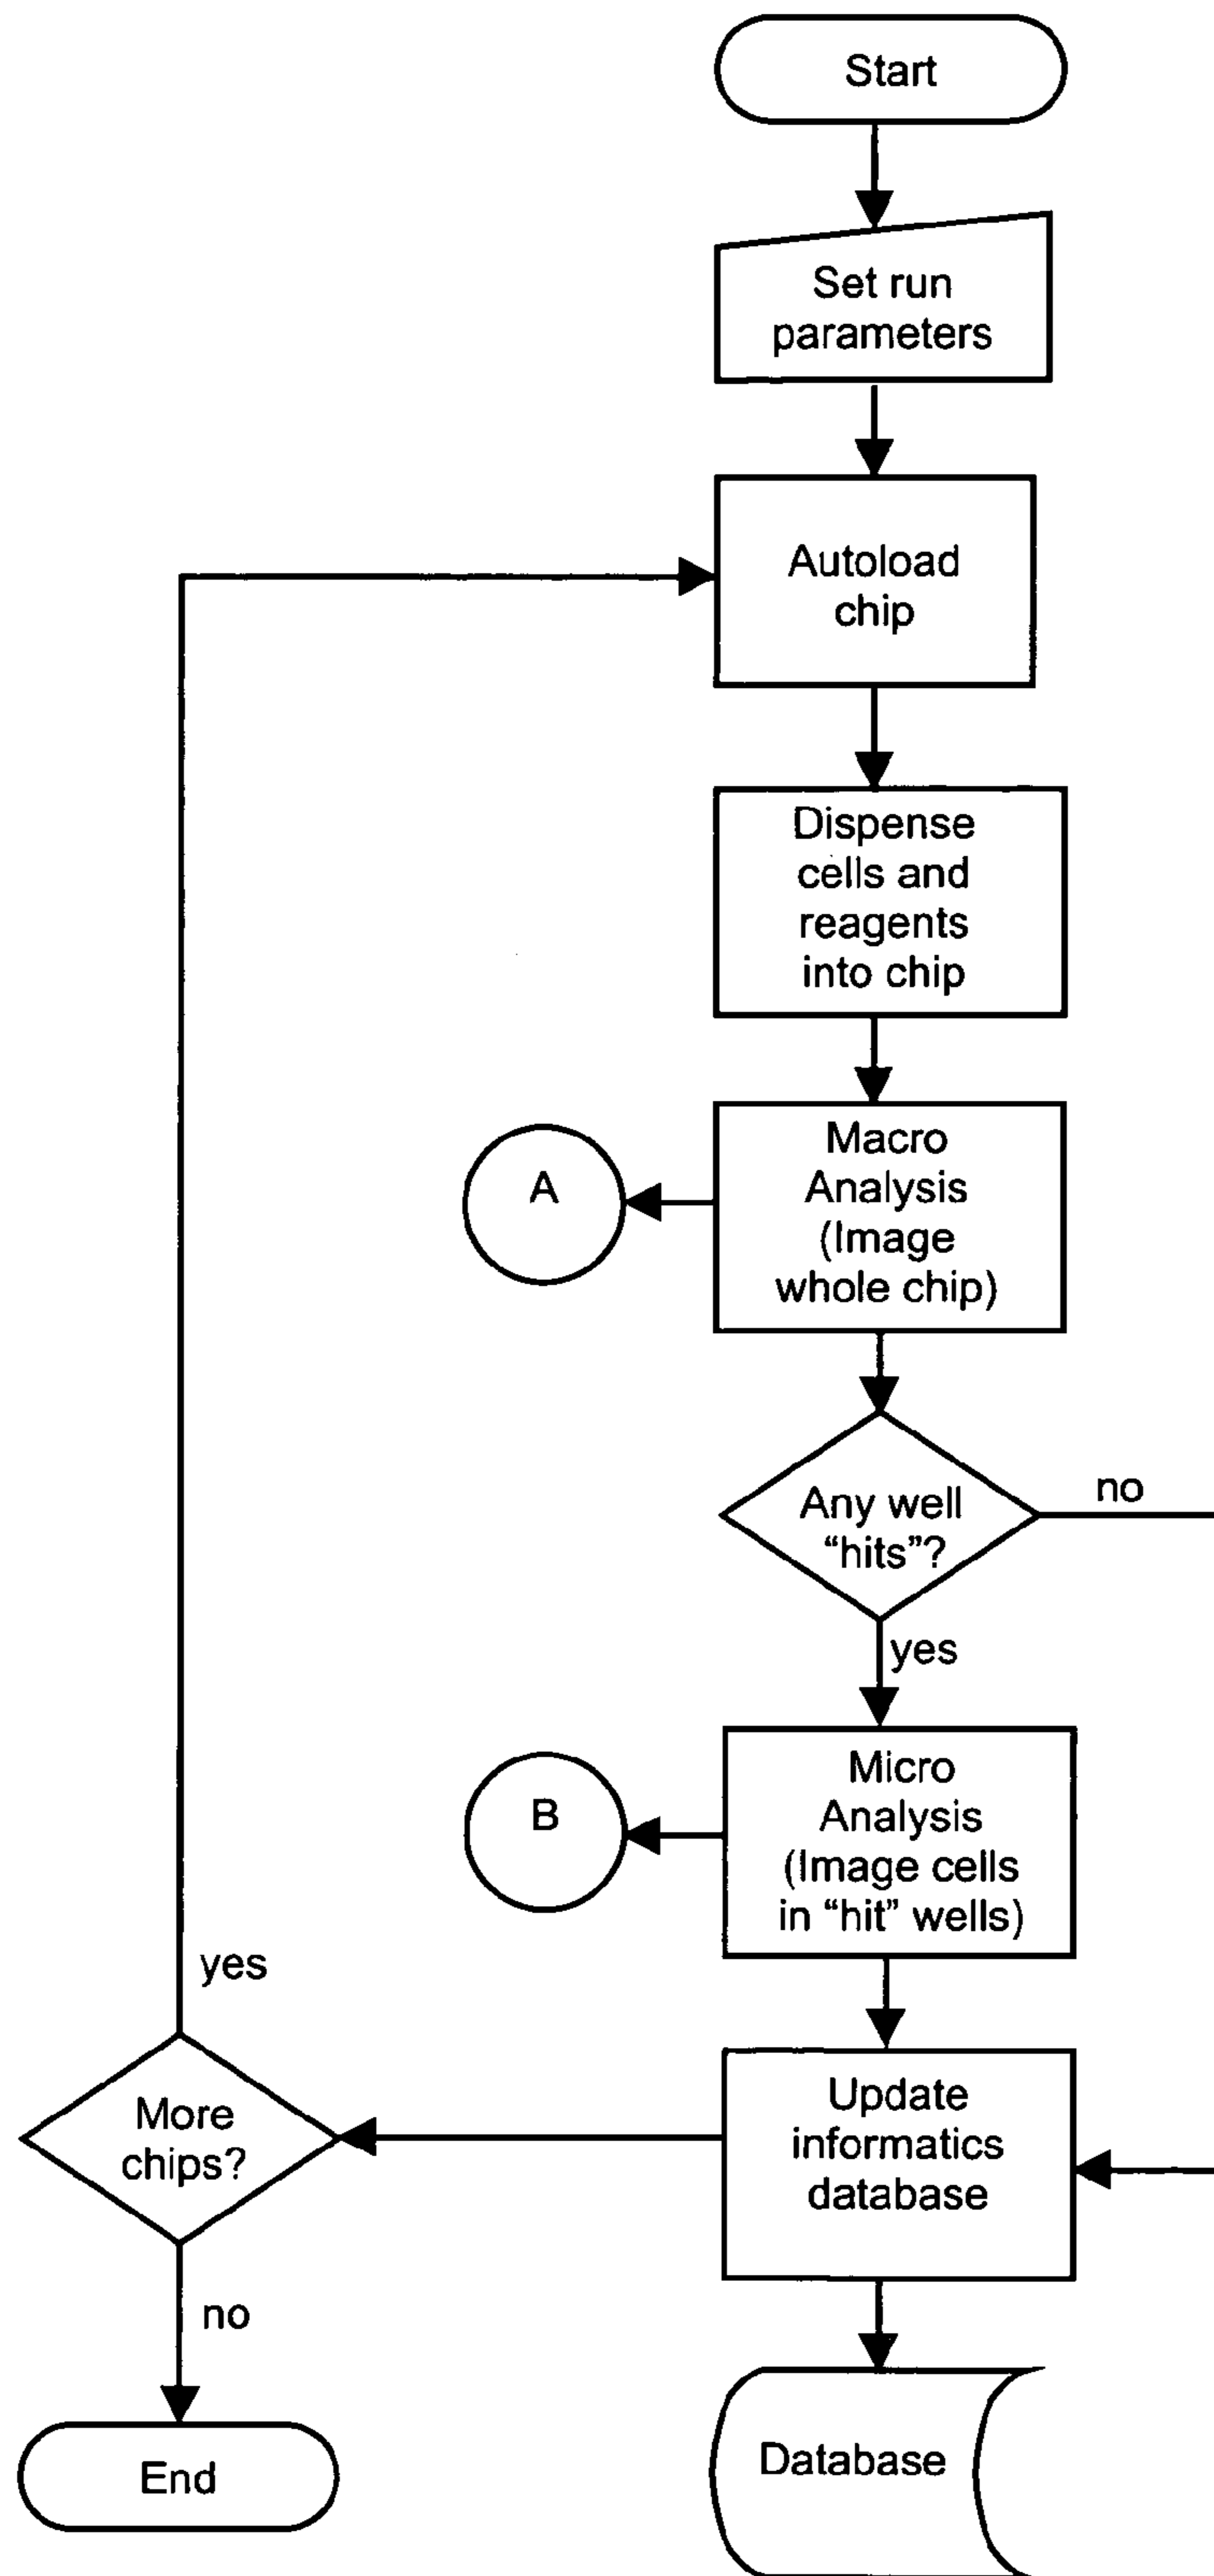 Start
Set run
parameters
Autoload
chip
Dispense
cells and
reagents
into chip
Macro
Analysis
(Image
whole chip)
A
Any well
“hits”?
no
yes
Micro
Analysis
(Image cells
in “hit” wells)
B
yes
Update
informatics
database
More
chips?
no
Database
End